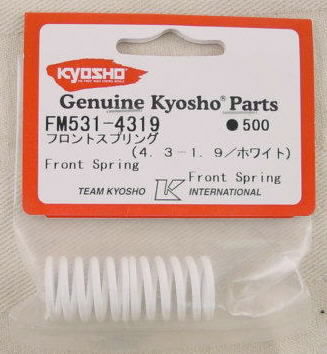 KYOSHO
Genuine Kyosho® Parts
FM531-4319 ●500
フロントスプリング
(4．3－1．9／ホワイト)
Front Spring
Front Spring
TEAM KYOSHO K INTERNATIONAL